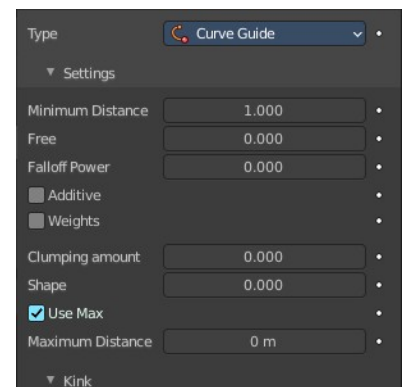 Type Curve Guide
Settings
Minimum Distance 1.000
Free 0.000
Falloff Power 0.000
Additive
Weights
Clumping amount 0.000
Shape 0.000
Use Max
Maximum Distance 0 m
Kink